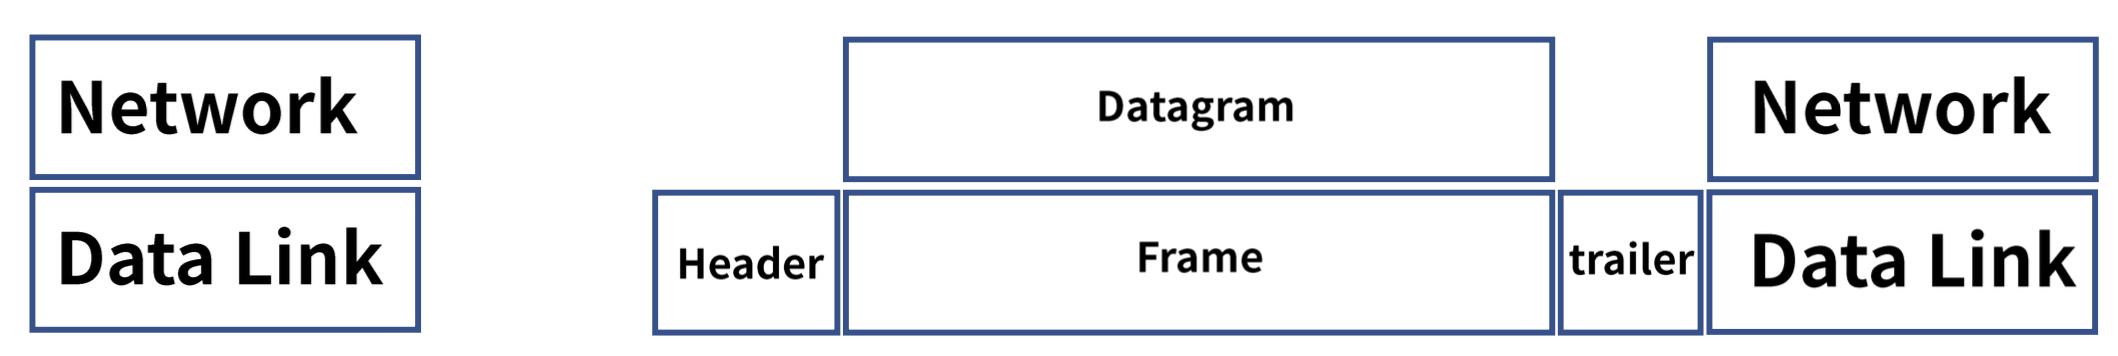 Network
Datagram
Network
Data Link
Header
Frame
trailer
Data Link